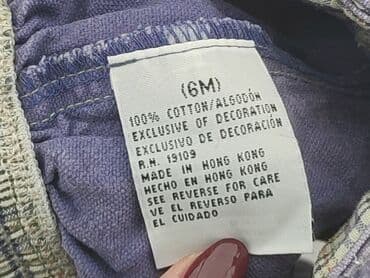 (6M)
100% COTTON/ALGODÓN
EXCLUSIVE OF DECORATION
EXCLUSIVO DE DECORACIÓN
R.N. 19109
MADE IN HONG KONG
HECHO EN HONG KONG
SEE REVERSE FOR CARE
VE EL REVERSO PARA
EL CUIDADO